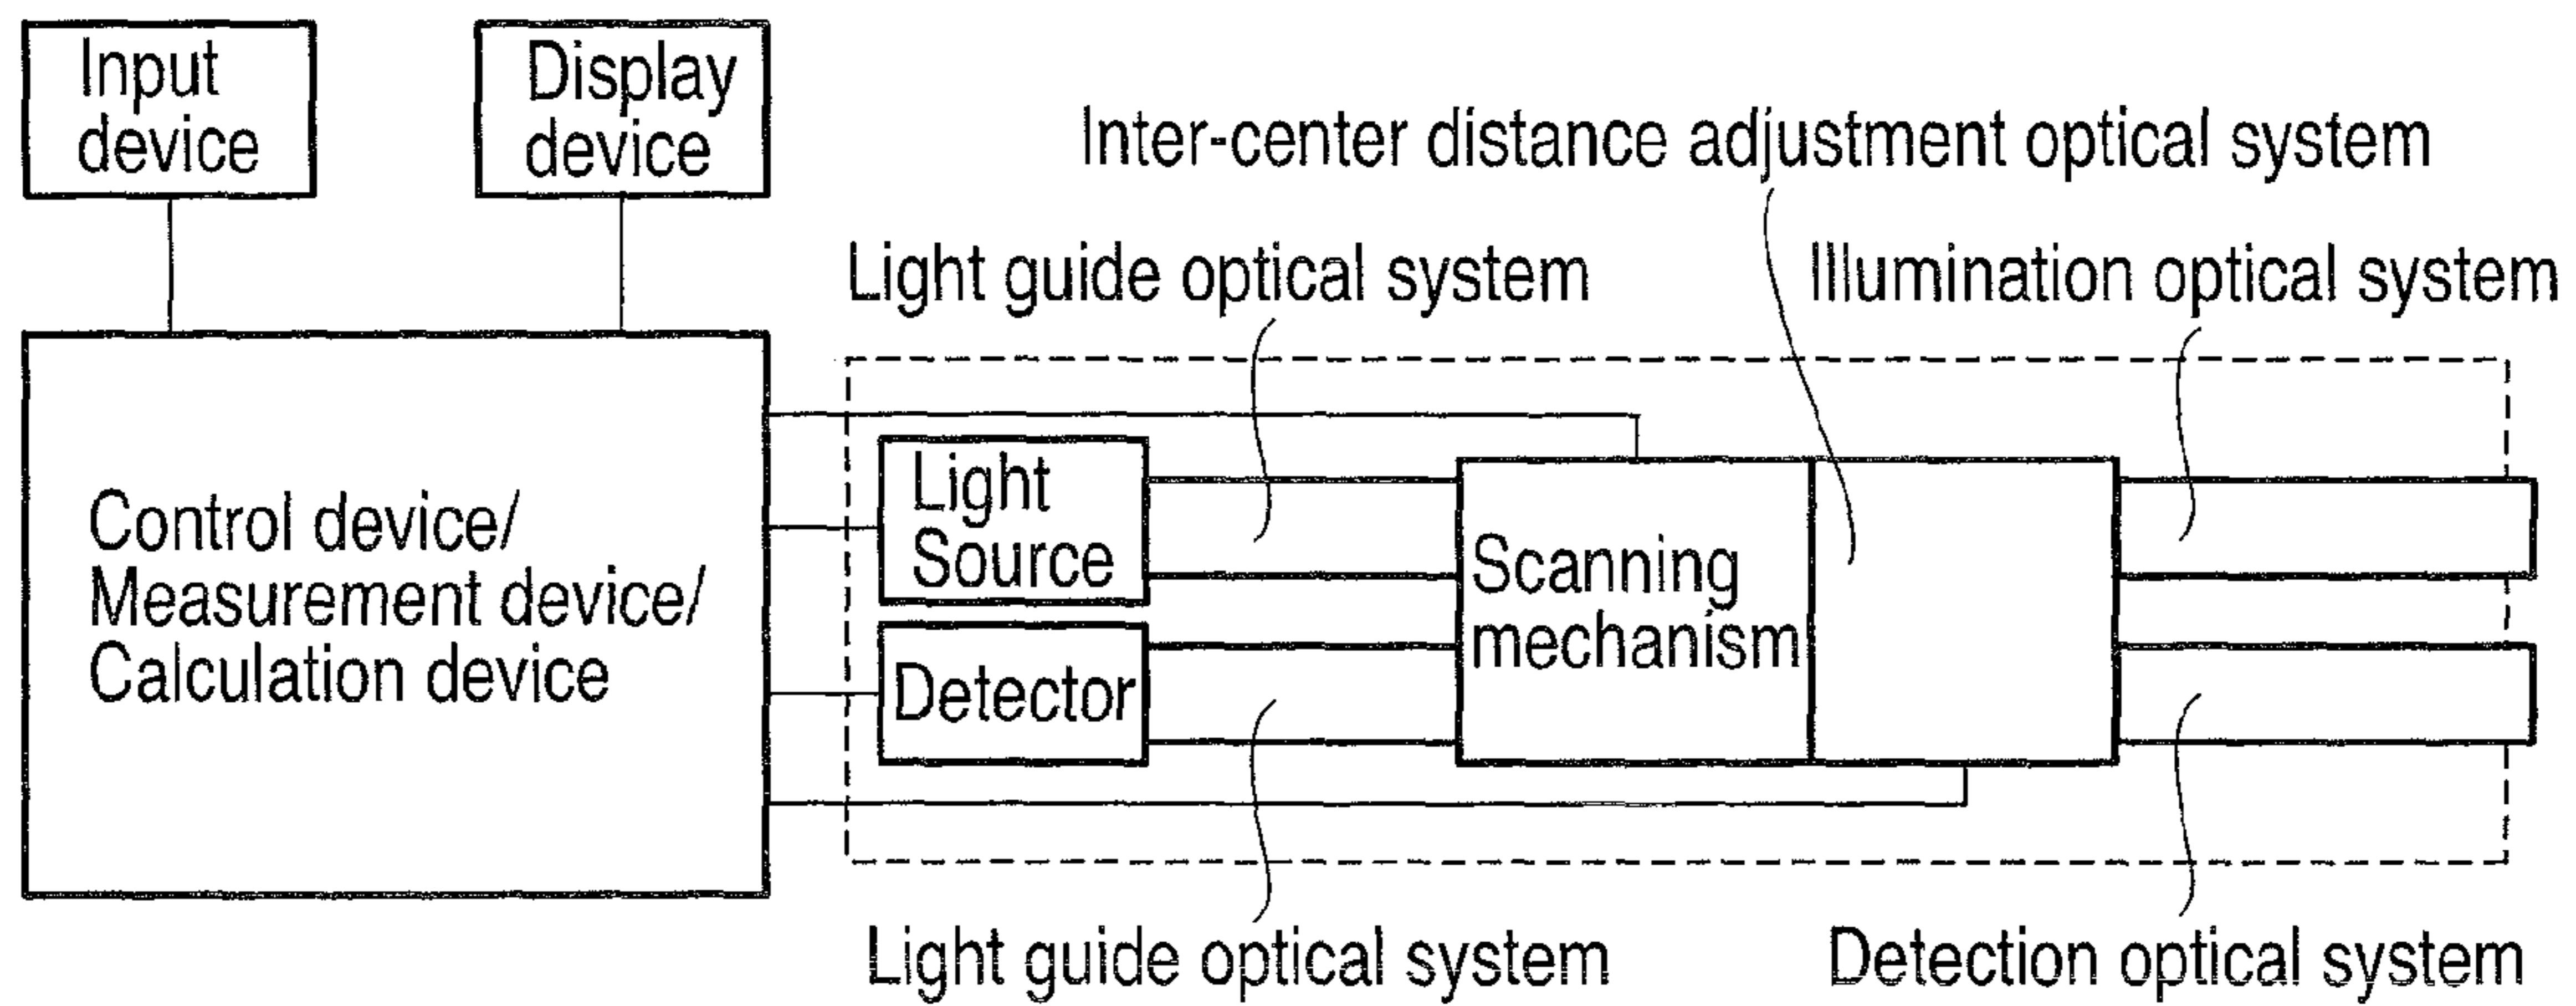 Input
device
Display
device
Inter-center distance adjustment optical system
Light guide optical system
Illumination optical system
Control device/
Measurement device/
Calculation device
Light
Source
Detector
Scanning
mechanism
Light guide optical system
Detection optical system